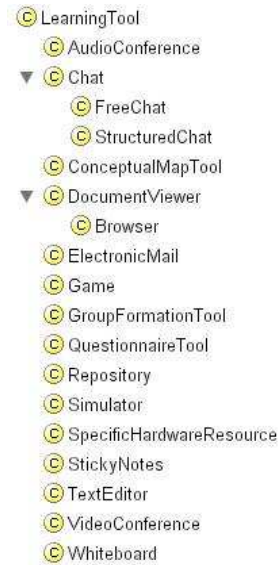 LearningTool
AudioConference
Chat
FreeChat
StructuredChat
ConceptualMapTool
DocumentViewer
Browser
ElectronicMail
Game
GroupFormationTool
QuestionnaireTool
Repository
Simulator
SpecificHardwareResource
StickyNotes
TextEditor
VideoConference
Whiteboard